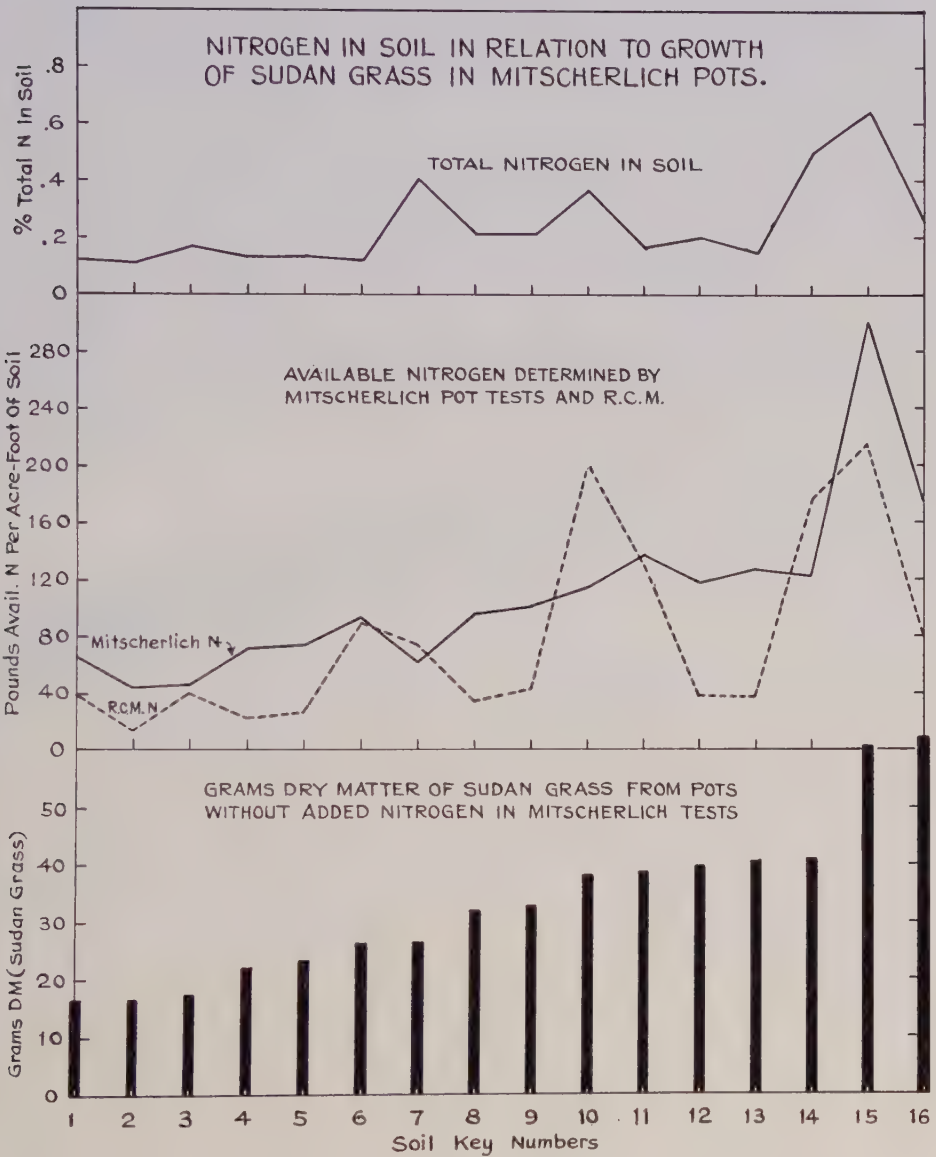 NITROGEN IN SOIL IN RELATION TO GROWTH
OF SUDAN GRASS IN MITSCHERLICH POTS.
% Total N In Soil
.8
.6
.4
.2
0
TOTAL NITROGEN IN SOIL
Pounds Avail. N Per Acre-Foot Of Soil
280
240
200
160
120
80
40
0
AVAILABLE NITROGEN DETERMINED BY
MITSCHERLICH POT TESTS AND R.C.M.
Mitscherlich N
R.C.M. N
GRAMS DRY MATTER OF SUDAN GRASS FROM POTS
WITHOUT ADDED NITROGEN IN MITSCHERLICH TESTS
Grams DM (Sudan Grass)
50
40
30
20
10
0
1 2 3 4 5 6 7 8 9 10 11 12 13 14 15 16
Soil Key Numbers